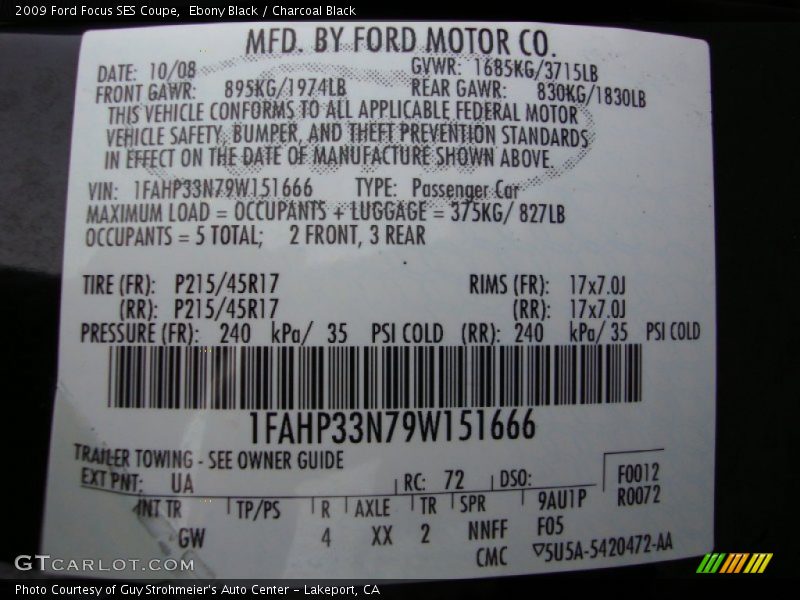 2009 Ford Focus SES Coupe, Ebony Black / Charcoal Black
MFD. BY FORD MOTOR CO.
DATE: 10/08 GVWR: 1685KG/3715LB
FRONT GAWR: 895KG/1974LB REAR GAWR: 830KG/1830LB
THIS VEHICLE CONFORMS TO ALL APPLICABLE FEDERAL MOTOR
VEHICLE SAFETY, BUMPER, AND THEFT PREVENTION STANDARDS
IN EFFECT ON THE DATE OF MANUFACTURE SHOWN ABOVE.
VIN: 1FAHP33N79W151666 TYPE: Passenger Car
MAXIMUM LOAD = OCCUPANTS + LUGGAGE = 375KG/ 827LB
OCCUPANTS = 5 TOTAL; 2 FRONT, 3 REAR
TIRE (FR): P215/45R17 RIMS (FR): 17x7.0J
(RR): P215/45R17 (RR): 17x7.0J
PRESSURE (FR): 240 kPa/ 35 PSI COLD (RR): 240 kPa/ 35 PSI COLD
1FAHP33N79W151666
TRAILER TOWING - SEE OWNER GUIDE
EXT PNT: UA RC: 72 DSO: F0012
R0072
INT TR TP/PS R AXLE TR SPR 9AU1P
GW 4 XX 2 NNFF F05
CMC ▽5U5A-5420472-AA
GTCARLOT.COM
Photo Courtesy of Guy Strohmeier's Auto Center – Lakeport, CA